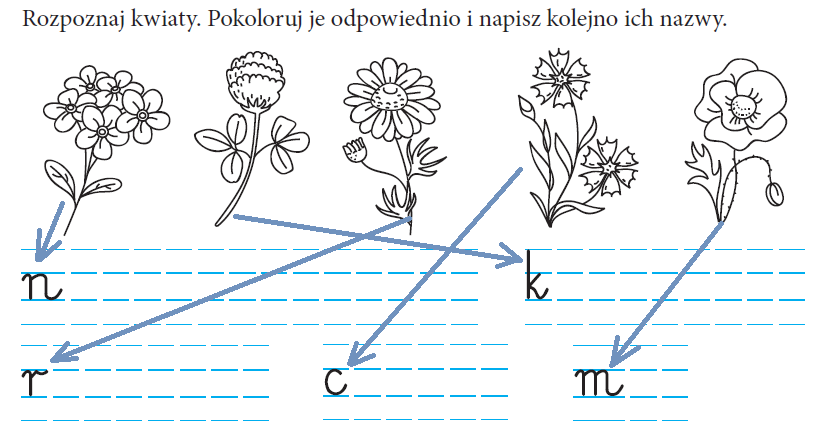 Rozpoznaj kwiaty. Pokoloruj je odpowiednio i napisz kolejno ich nazwy.
n k
r c m